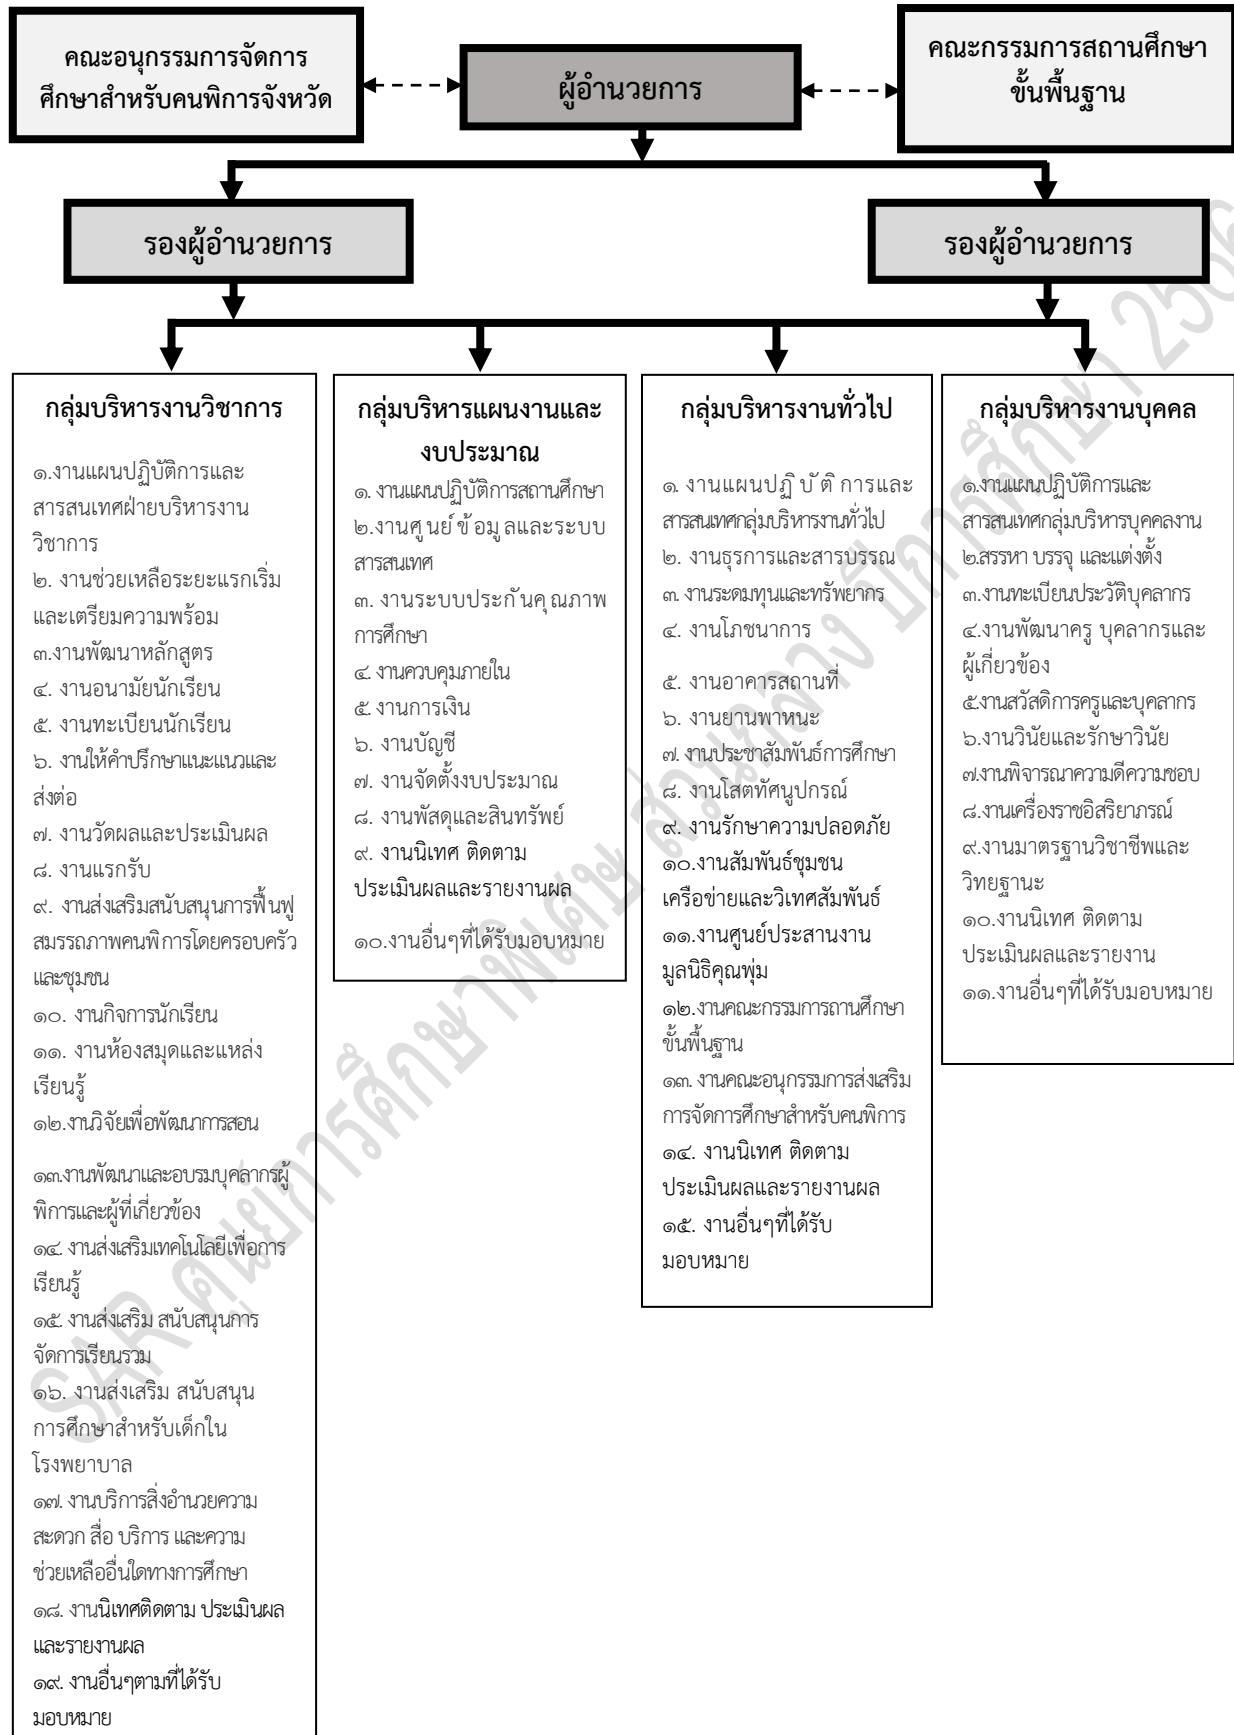 คณะอนุกรรมการจัดการ
ศึกษาสำหรับคนพิการจังหวัด
ผู้อำนวยการ
คณะกรรมการสถานศึกษา
ขั้นพื้นฐาน
รองผู้อำนวยการ
รองผู้อำนวยการ
กลุ่มบริหารงานวิชาการ
๑.งานแผนปฏิบัติการและ
สารสนเทศฝ่ายบริหารงาน
วิชาการ
๒. งานช่วยเหลือระยะแรกเริ่ม
และเตรียมความพร้อม
๓.งานพัฒนาหลักสูตร
๔. งานอนามัยนักเรียน
๕. งานทะเบียนนักเรียน
๖. งานให้คำปรึกษาแนะแนวและ
ส่งต่อ
๗. งานวัดผลและประเมินผล
๘. งานแรกรับ
๙. งานส่งเสริมสนับสนุนการฟื้นฟู
สมรรถภาพคนพิการโดยครอบครัว
และชุมชน
๑๐. งานกิจการนักเรียน
๑๑. งานห้องสมุดและแหล่ง
เรียนรู้
๑๒.งานวิจัยเพื่อพัฒนาการสอน
๑๓.งานพัฒนาและอบรมบุคลากรผู้
พิการและผู้ที่เกี่ยวข้อง
๑๔. งานส่งเสริมเทคโนโลยีเพื่อการ
เรียนรู้
๑๕. งานส่งเสริม สนับสนุนการ
จัดการเรียนรวม
๑๖. งานส่งเสริม สนับสนุน
การศึกษาสำหรับเด็กใน
โรงพยาบาล
๑๗. งานบริการสิ่งอำนวยความ
สะดวก สื่อ บริการ และความ
ช่วยเหลืออื่นใดทางการศึกษา
๑๘. งานนิเทศติดตาม ประเมินผล
และรายงานผล
๑๙. งานอื่นๆตามที่ได้รับ
มอบหมาย
กลุ่มบริหารแผนงานและ
งบประมาณ
๑. งานแผนปฏิบัติการสถานศึกษา
๒.งานศูนย์ข้อมูลและระบบ
สารสนเทศ
๓. งานระบบประกันคุณภาพ
การศึกษา
๔. งานควบคุมภายใน
๕. งานการเงิน
๖. งานบัญชี
๗. งานจัดตั้งงบประมาณ
๘. งานพัสดุและสินทรัพย์
๙. งานนิเทศ ติดตาม
ประเมินผลและรายงานผล
๑๐.งานอื่นๆที่ได้รับมอบหมาย
กลุ่มบริหารงานทั่วไป
๑. งานแผนปฏิบัติการและ
สารสนเทศกลุ่มบริหารงานทั่วไป
๒. งานธุรการและสารบรรณ
๓. งานระดมทุนและทรัพยากร
๔. งานโภชนาการ
๕. งานอาคารสถานที่
๖. งานยานพาหนะ
๗. งานประชาสัมพันธ์การศึกษา
๘. งานโสตทัศนูปกรณ์
๙. งานรักษาความปลอดภัย
๑๐.งานสัมพันธ์ชุมชน
เครือข่ายและวิเทศสัมพันธ์
๑๑.งานศูนย์ประสานงาน
มูลนิธิคุณพุ่ม
๑๒.งานคณะกรรมการถานศึกษา
ขั้นพื้นฐาน
๑๓. งานคณะอนุกรรมการส่งเสริม
การจัดการศึกษาสำหรับคนพิการ
๑๔. งานนิเทศ ติดตาม
ประเมินผลและรายงานผล
๑๕. งานอื่นๆที่ได้รับ
มอบหมาย
กลุ่มบริหารงานบุคคล
๑.งานแผนปฏิบัติการและ
สารสนเทศกลุ่มบริหารบุคคลงาน
๒.สรรหา บรรจุ และแต่งตั้ง
๓.งานทะเบียนประวัติบุคลากร
๔.งานพัฒนาครู บุคลากรและ
ผู้เกี่ยวข้อง
๕.งานสวัสดิการครูและบุคลากร
๖.งานวินัยและรักษาวินัย
๗.งานพิจารณาความดีความชอบ
๘.งานเครื่องราชอิสริยาภรณ์
๙.งานมาตรฐานวิชาชีพและ
วิทยฐานะ
๑๐.งานนิเทศ ติดตาม
ประเมินผลและรายงาน
๑๑.งานอื่นๆที่ได้รับมอบหมาย
SAR ศูนย์การศึกษาพิเศษ ส่วนกลาง ปีการศึกษา 2566